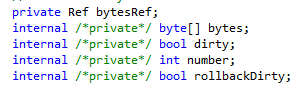 private Ref bytesRef;
internal /*private*/ byte[] bytes;
internal /*private*/ bool dirty;
internal /*private*/ int number;
internal /*private*/ bool rollbackDirty;